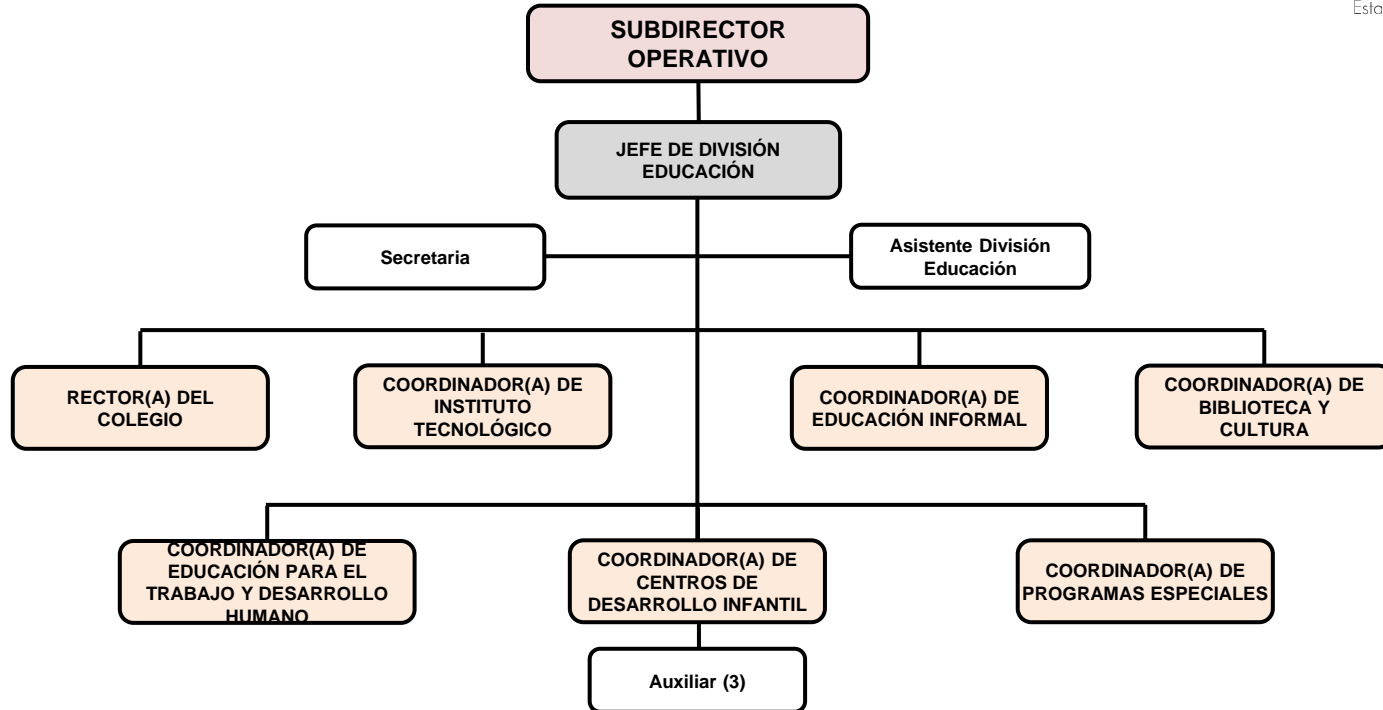 Esta
SUBDIRECTOR
OPERATIVO
JEFE DE DIVISIÓN
EDUCACIÓN
Secretaria
Asistente División
Educación
RECTOR(A) DEL
COLEGIO
COORDINADOR(A) DE
INSTITUTO
TECNOLÓGICO
COORDINADOR(A) DE
EDUCACIÓN INFORMAL
COORDINADOR(A) DE
BIBLIOTECA Y
CULTURA
COORDINADOR(A) DE
EDUCACIÓN PARA EL
TRABAJO Y DESARROLLO
HUMANO
COORDINADOR(A) DE
CENTROS DE
DESARROLLO INFANTIL
COORDINADOR(A) DE
PROGRAMAS ESPECIALES
Auxiliar (3)